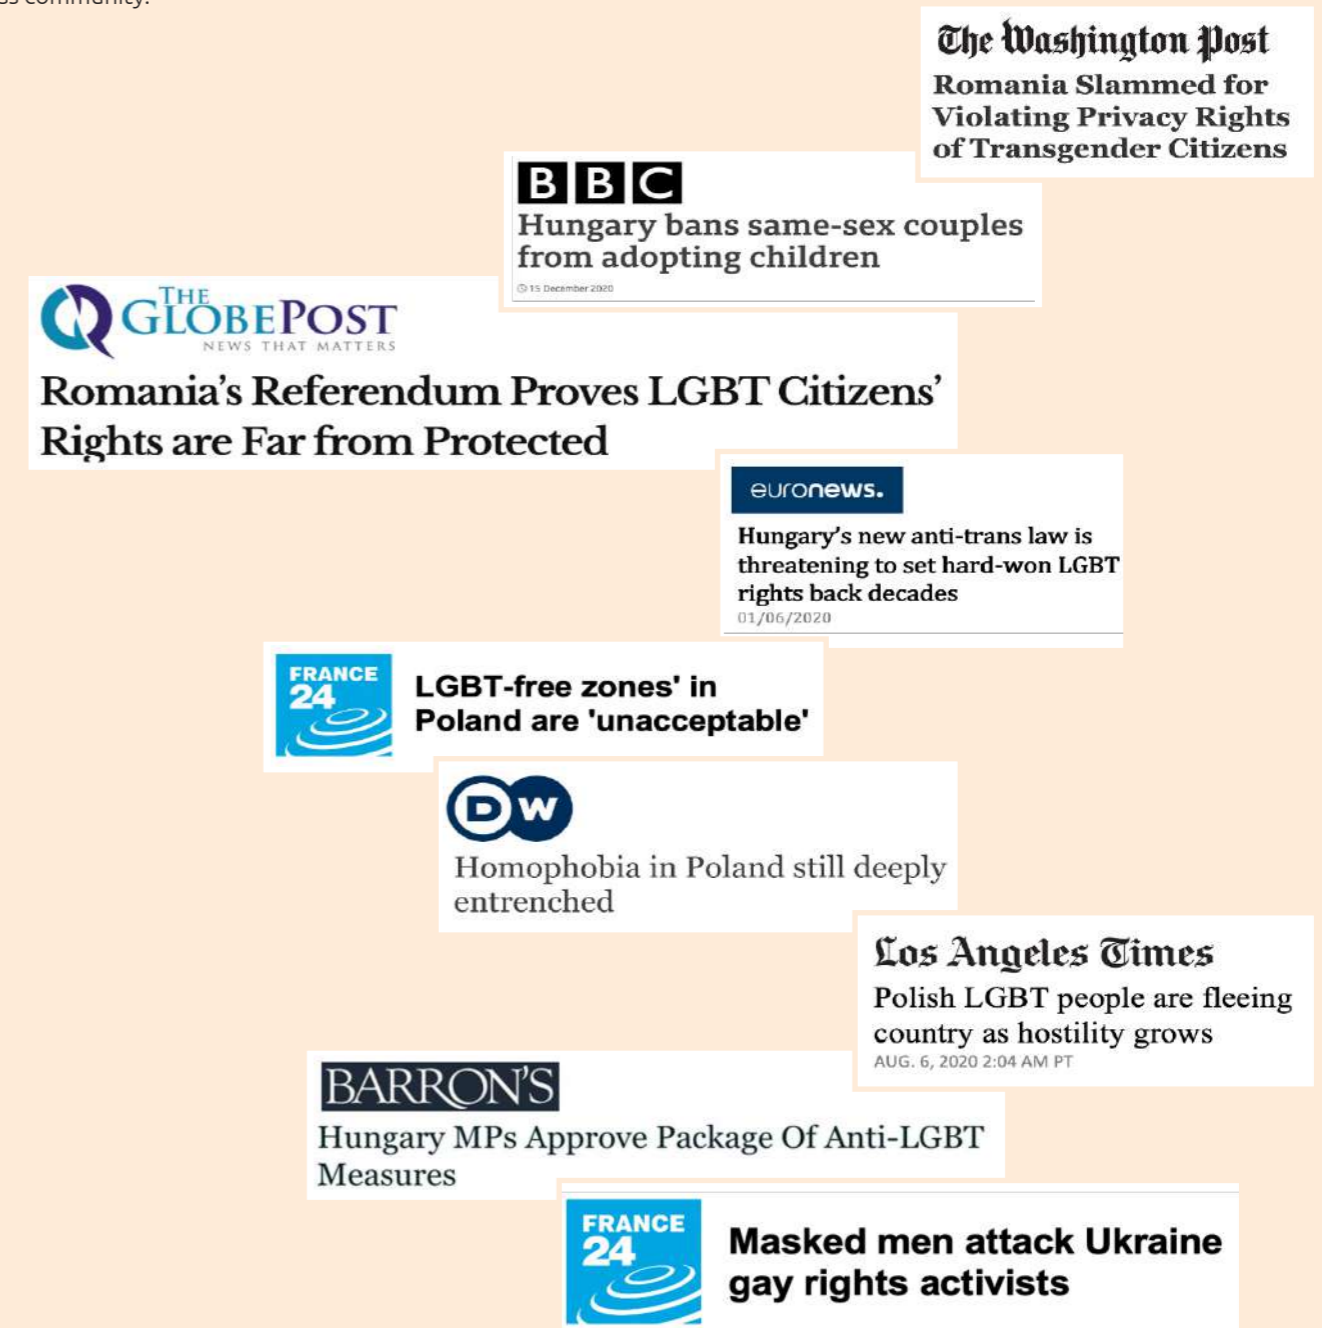 community.
The Washington Post
Romania Slammed for
Violating Privacy Rights
of Transgender Citizens
BBC
Hungary bans same-sex couples
from adopting children
15 December 2020
THE
GLOBEPOST
NEWS THAT MATTERS
Romania's Referendum Proves LGBT Citizens'
Rights are Far from Protected
euronews.
Hungary's new anti-trans law is
threatening to set hard-won LGBT
rights back decades
01/06/2020
FRANCE
24
LGBT-free zones' in
Poland are 'unacceptable'
DW
Homophobia in Poland still deeply
entrenched
Los Angeles Times
Polish LGBT people are fleeing
country as hostility grows
AUG. 6, 2020 2:04 AM PT
BARRON'S
Hungary MPs Approve Package Of Anti-LGBT
Measures
FRANCE
24
Masked men attack Ukraine
gay rights activists